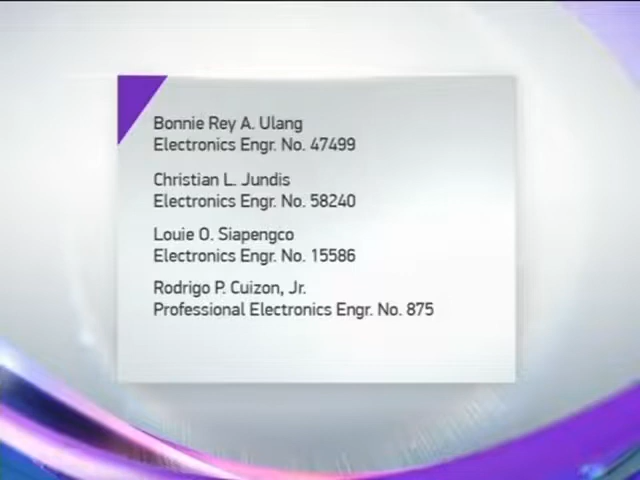 Bonnie Rey A. Ulang
Electronics Engr. No. 47499
Christian L. Jundis
Electronics Engr. No. 58240
Louie O. Siapengco
Electronics Engr. No. 15586
Rodrigo P. Cuizon, Jr.
Professional Electronics Engr. No. 875